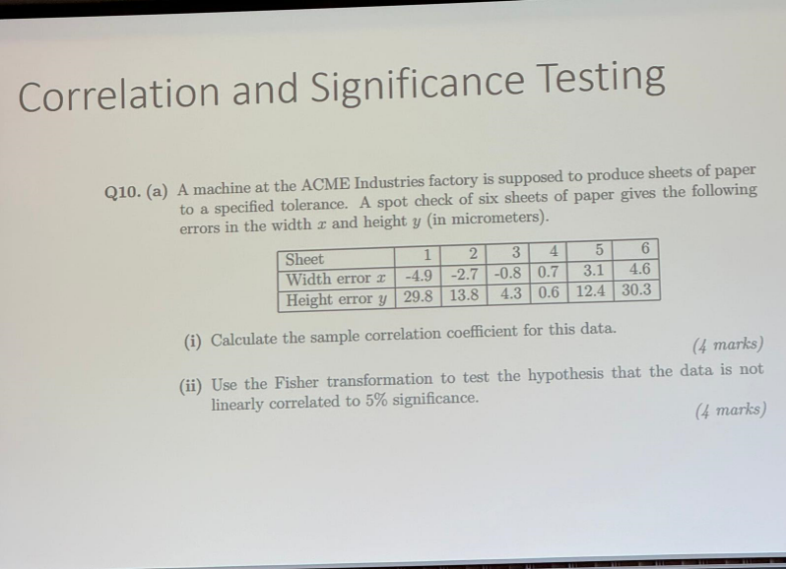 Correlation and Significance Testing
Q10. (a) A machine at the ACME Industries factory is supposed to produce sheets of paper
to a specified tolerance. A spot check of six sheets of paper gives the following
errors in the width x and height y (in micrometers).
Sheet 1 2 3 4 5 6
Width error x -4.9 -2.7 -0.8 0.7 3.1 4.6
Height error y 29.8 13.8 4.3 0.6 12.4 30.3
(i) Calculate the sample correlation coefficient for this data.
(4 marks)
(ii) Use the Fisher transformation to test the hypothesis that the data is not
linearly correlated to 5% significance.
(4 marks)